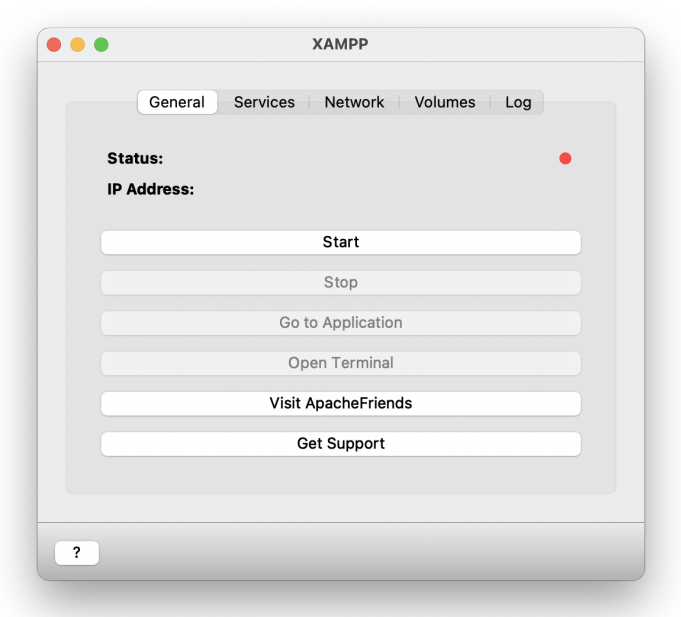 XAMPP
General Services Network Volumes Log
Status:
IP Address:
Start
Stop
Go to Application
Open Terminal
Visit ApacheFriends
Get Support
?